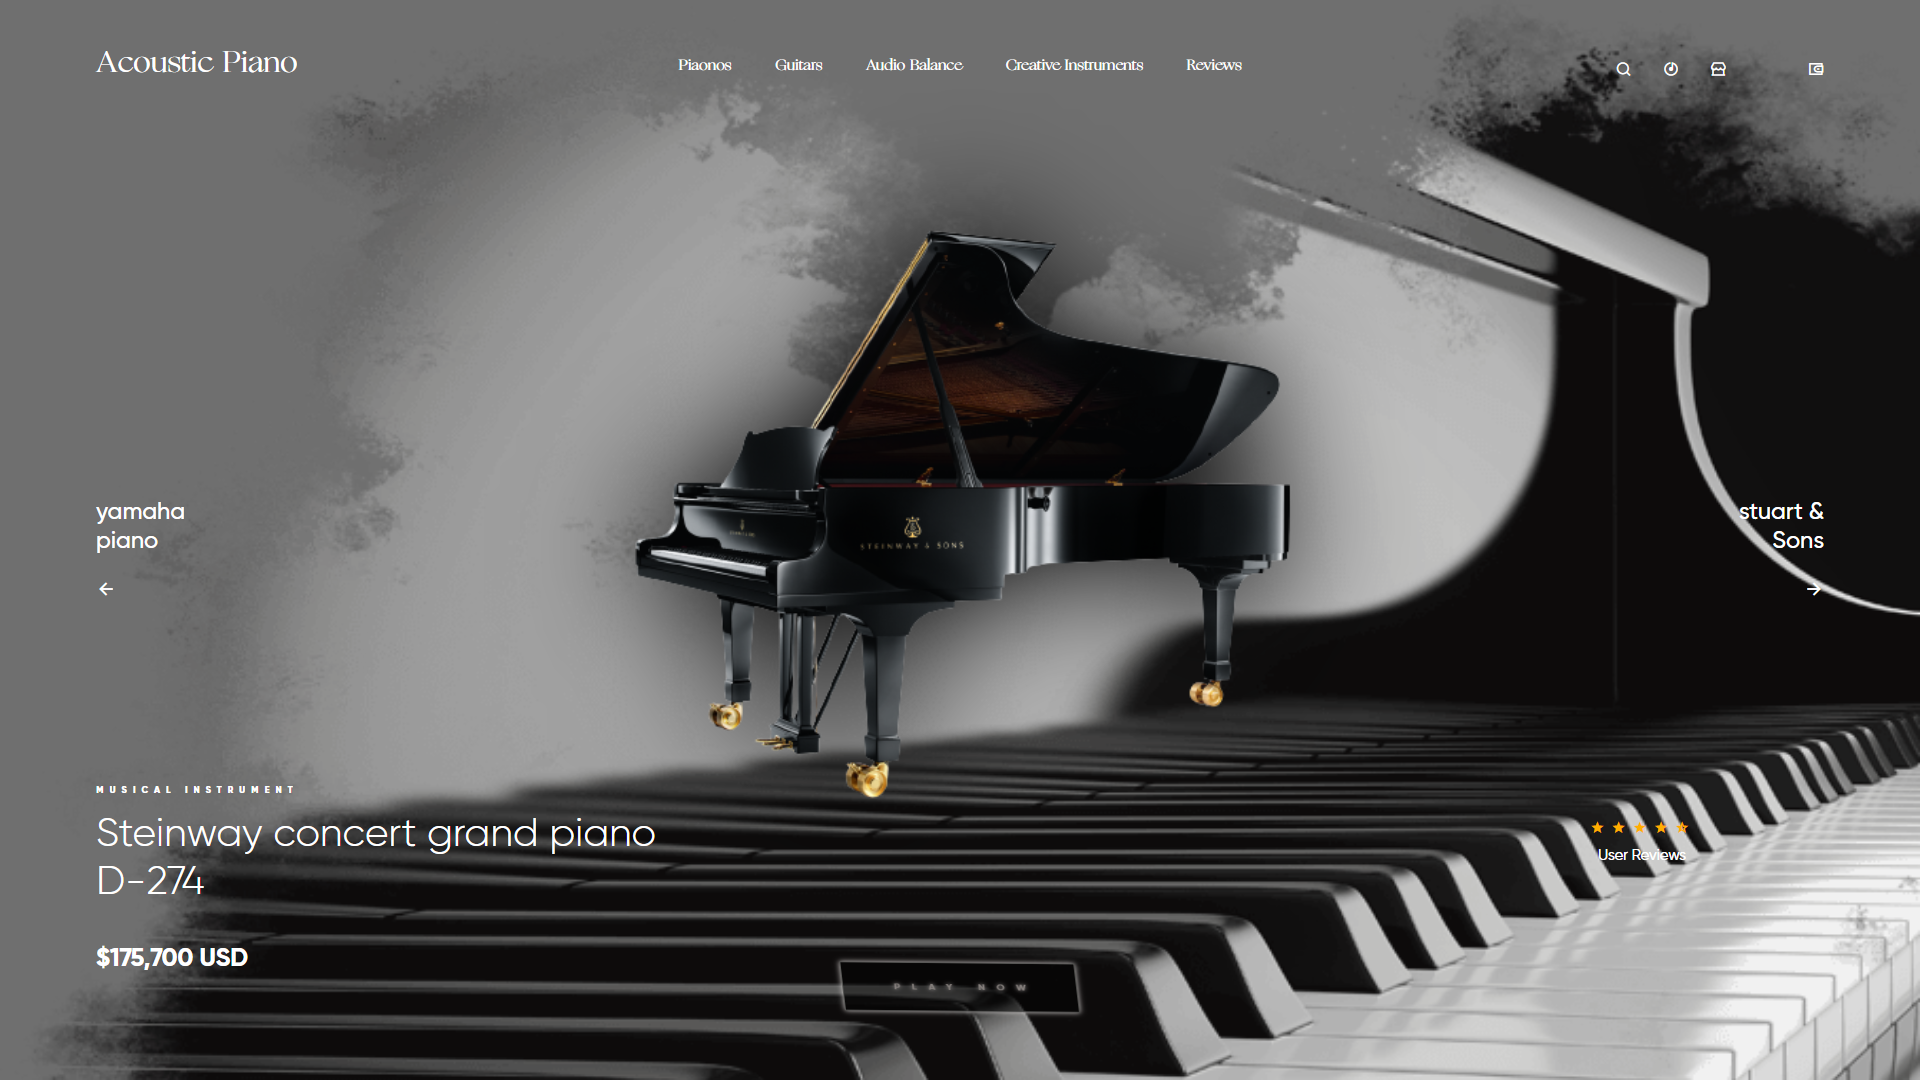 Acoustic Piano
Piaonos
Guitars
Audio Balance
Creative Instruments
Reviews
STEINWAY & SONS
yamaha
piano
stuart &
Sons
MUSICAL INSTRUMENT
Steinway concert grand piano
D-274
$175,700 USD
User Reviews
PLAY NOW